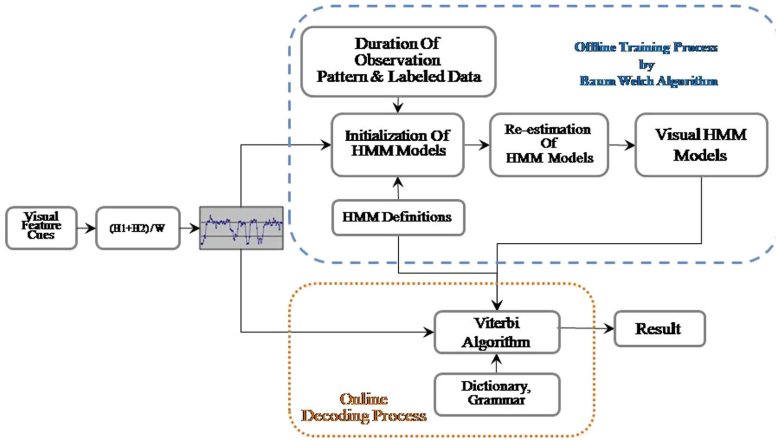 Duration Of
Observation
Pattern & Labeled Data
Offline Training Process
by
Baum Welch Algorithm
Initialization Of
HMM Models
Re-estimation
Of
HMM Models
Visual HMM
Models
HMM Definitions
Visual
Feature
Cues
(H1+H2)/W
Viterbi
Algorithm
Result
Dictionary,
Grammar
Online
Decoding Process